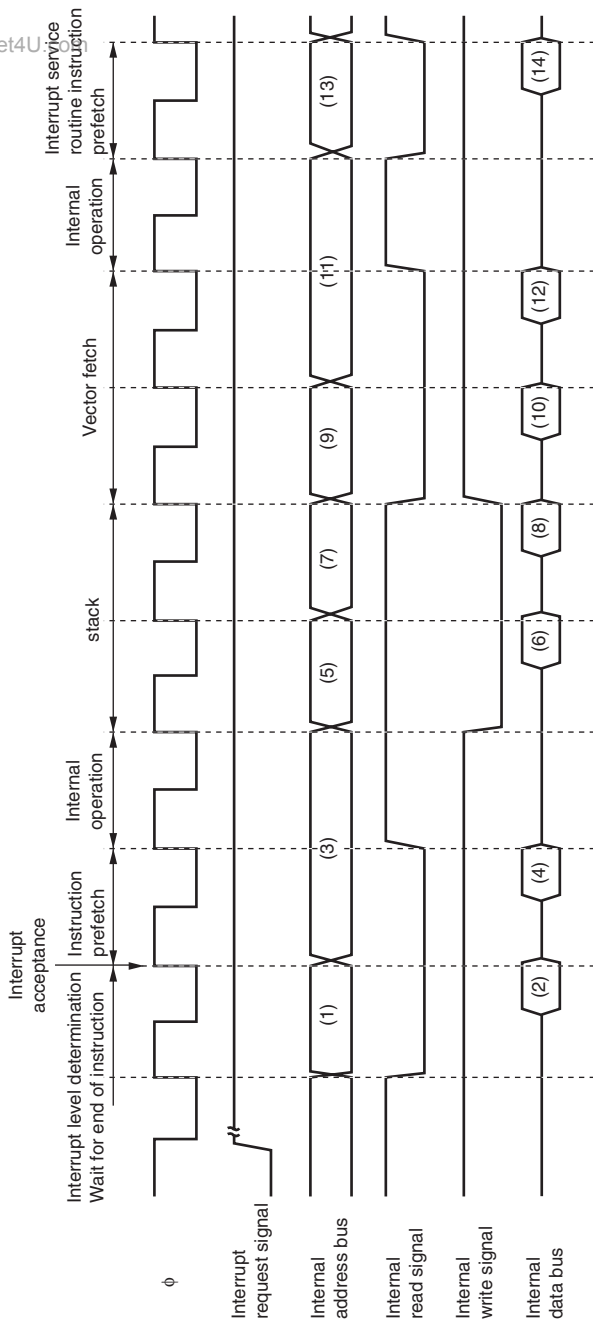 et4U.com
Interrupt
acceptance
Interrupt level determination
Wait for end of instruction
Instruction
prefetch
Internal
operation
stack
Vector fetch
Internal
operation
Interrupt service
routine instruction
prefetch
φ
Interrupt
request signal
Internal
address bus
(1)
(3)
(5)
(7)
(9)
(11)
(13)
Internal
read signal
Internal
write signal
Internal
data bus
(2)
(4)
(6)
(8)
(10)
(12)
(14)